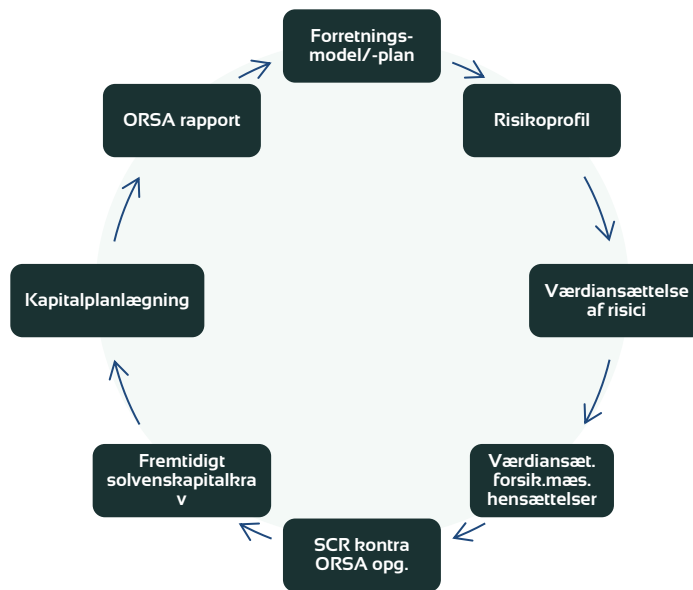 Forretnings-
model/-plan
Risikoprofil
Værdiansættelse
af risici
Værdiansæt.
forsik.mæs.
hensættelser
SCR kontra
ORSA opg.
Fremtidigt
solvenskapitalkra
v
Kapitalplanlægning
ORSA rapport